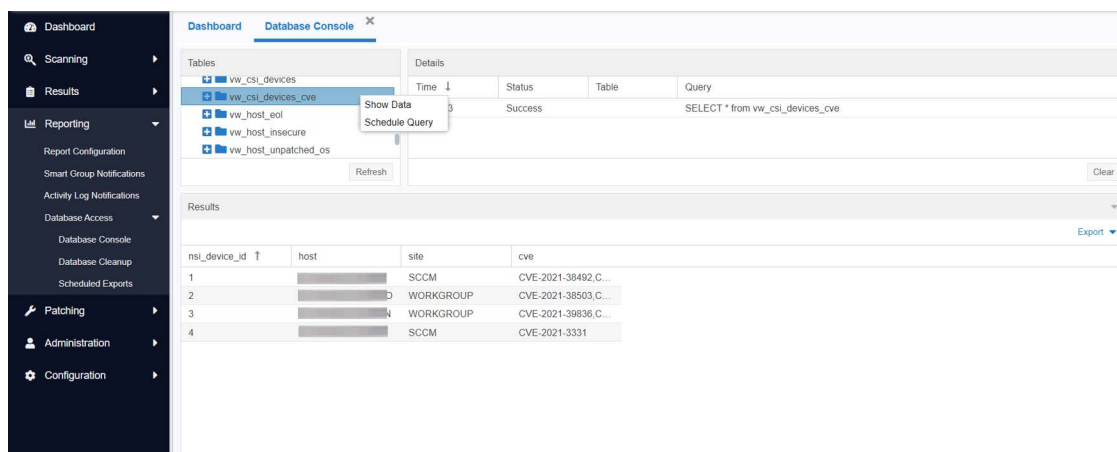 Dashboard
Scanning
Results
Reporting
Report Configuration
Smart Group Notifications
Activity Log Notifications
Database Access
Database Console
Database Cleanup
Scheduled Exports
Patching
Administration
Configuration
Dashboard Database Console
Tables
vw_csi_devices
vw_csi_devices_cve
vw_host_eol
vw_host_insecure
vw_host_unpatched_os
Show Data
Schedule Query
Refresh
Details
Time Status Table Query
3 Success SELECT * from vw_csi_devices_cve
Clear
Results
Export
nsi_device_id host site cve
1 SCCM CVE-2021-38492,C...
2 WORKGROUP CVE-2021-38503,C...
3 N WORKGROUP CVE-2021-39836,C...
4 SCCM CVE-2021-3331